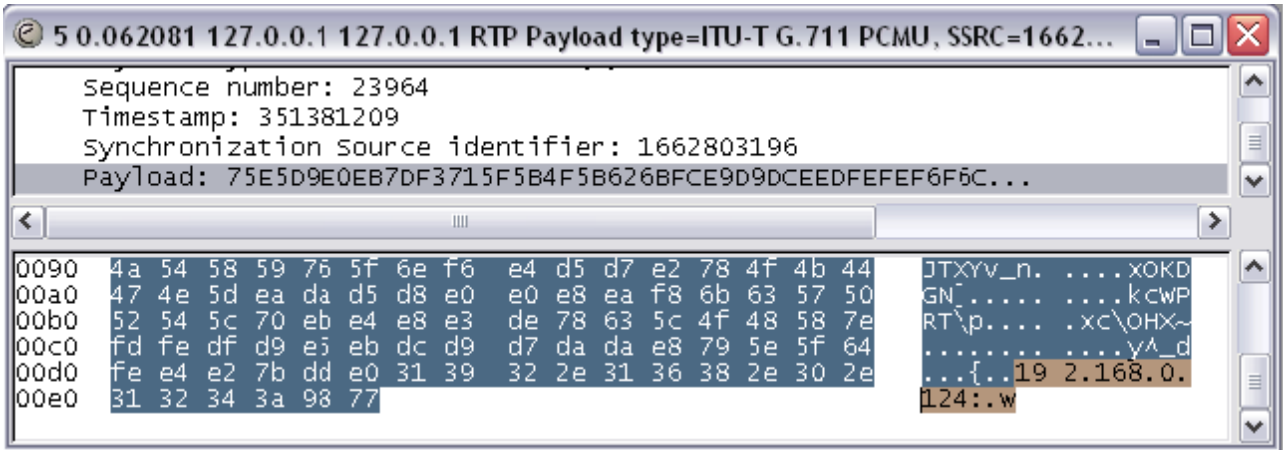 5 0.062081 127.0.0.1 127.0.0.1 RTP Payload type=ITU-T G.711 PCMU, SSRC=1662...
Sequence number: 23964
Timestamp: 351381209
Synchronization Source identifier: 1662803196
Payload: 75E5D9E0EB7DF3715F5B4F5B626BFCE9D9DCEEDFEFEF6F6C...
0090 4a 54 58 59 76 5f 6e f6 e4 d5 d7 e2 78 4f 4b 44 JTXYv_n. ....xOKD
00a0 47 4e 5d ea da d5 d8 e0 e0 e8 ea f8 6b 63 57 50 GN]..... ....kcWP
00b0 52 54 5c 70 eb e4 e8 e3 de 78 63 5c 4f 48 58 7e RT\p.... .xc\OHX~
00c0 fd fe df d9 e5 eb dc d9 d7 da da e8 79 5e 5f 64 ........ ....y^_d
00d0 fe e4 e2 7b dd e0 31 39 32 2e 31 36 38 2e 30 2e ...{..19 2.168.0.
00e0 31 32 34 3a 98 77 124:.w